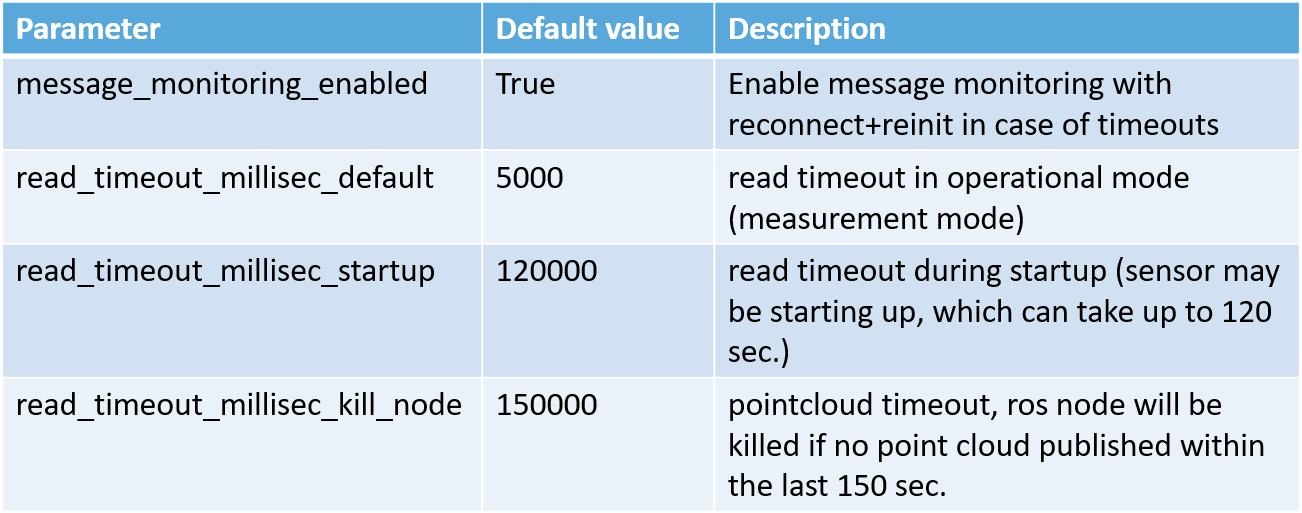 Parameter Default value Description
message_monitoring_enabled True Enable message monitoring with
reconnect+reinit in case of timeouts
read_timeout_millisec_default 5000 read timeout in operational mode
(measurement mode)
read_timeout_millisec_startup 120000 read timeout during startup (sensor may
be starting up, which can take up to 120
sec.)
read_timeout_millisec_kill_node 150000 pointcloud timeout, ros node will be
killed if no point cloud published within
the last 150 sec.